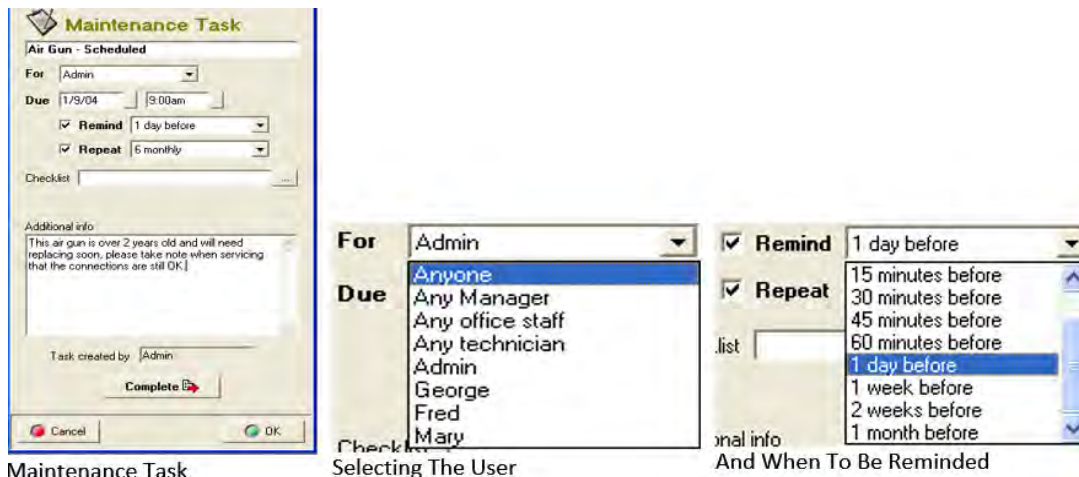 Maintenance Task
Air Gun - Scheduled
For Admin
Due 1/9/04 9:00am
Remind 1 day before
Repeat 6 monthly
Checklist ...
Additional info
This air gun is over 2 years old and will need
replacing soon, please take note when servicing
that the connections are still OK.
Task created by Admin
Complete
Cancel OK
Maintenance Task
For Admin
Anyone
Due
Any Manager
Any office staff
Any technician
Admin
George
Fred
Mary
Selecting The User
Remind 1 day before
15 minutes before
Repeat
30 minutes before
45 minutes before
list
60 minutes before
1 day before
1 week before
2 weeks before
onal info
1 month before
And When To Be Reminded